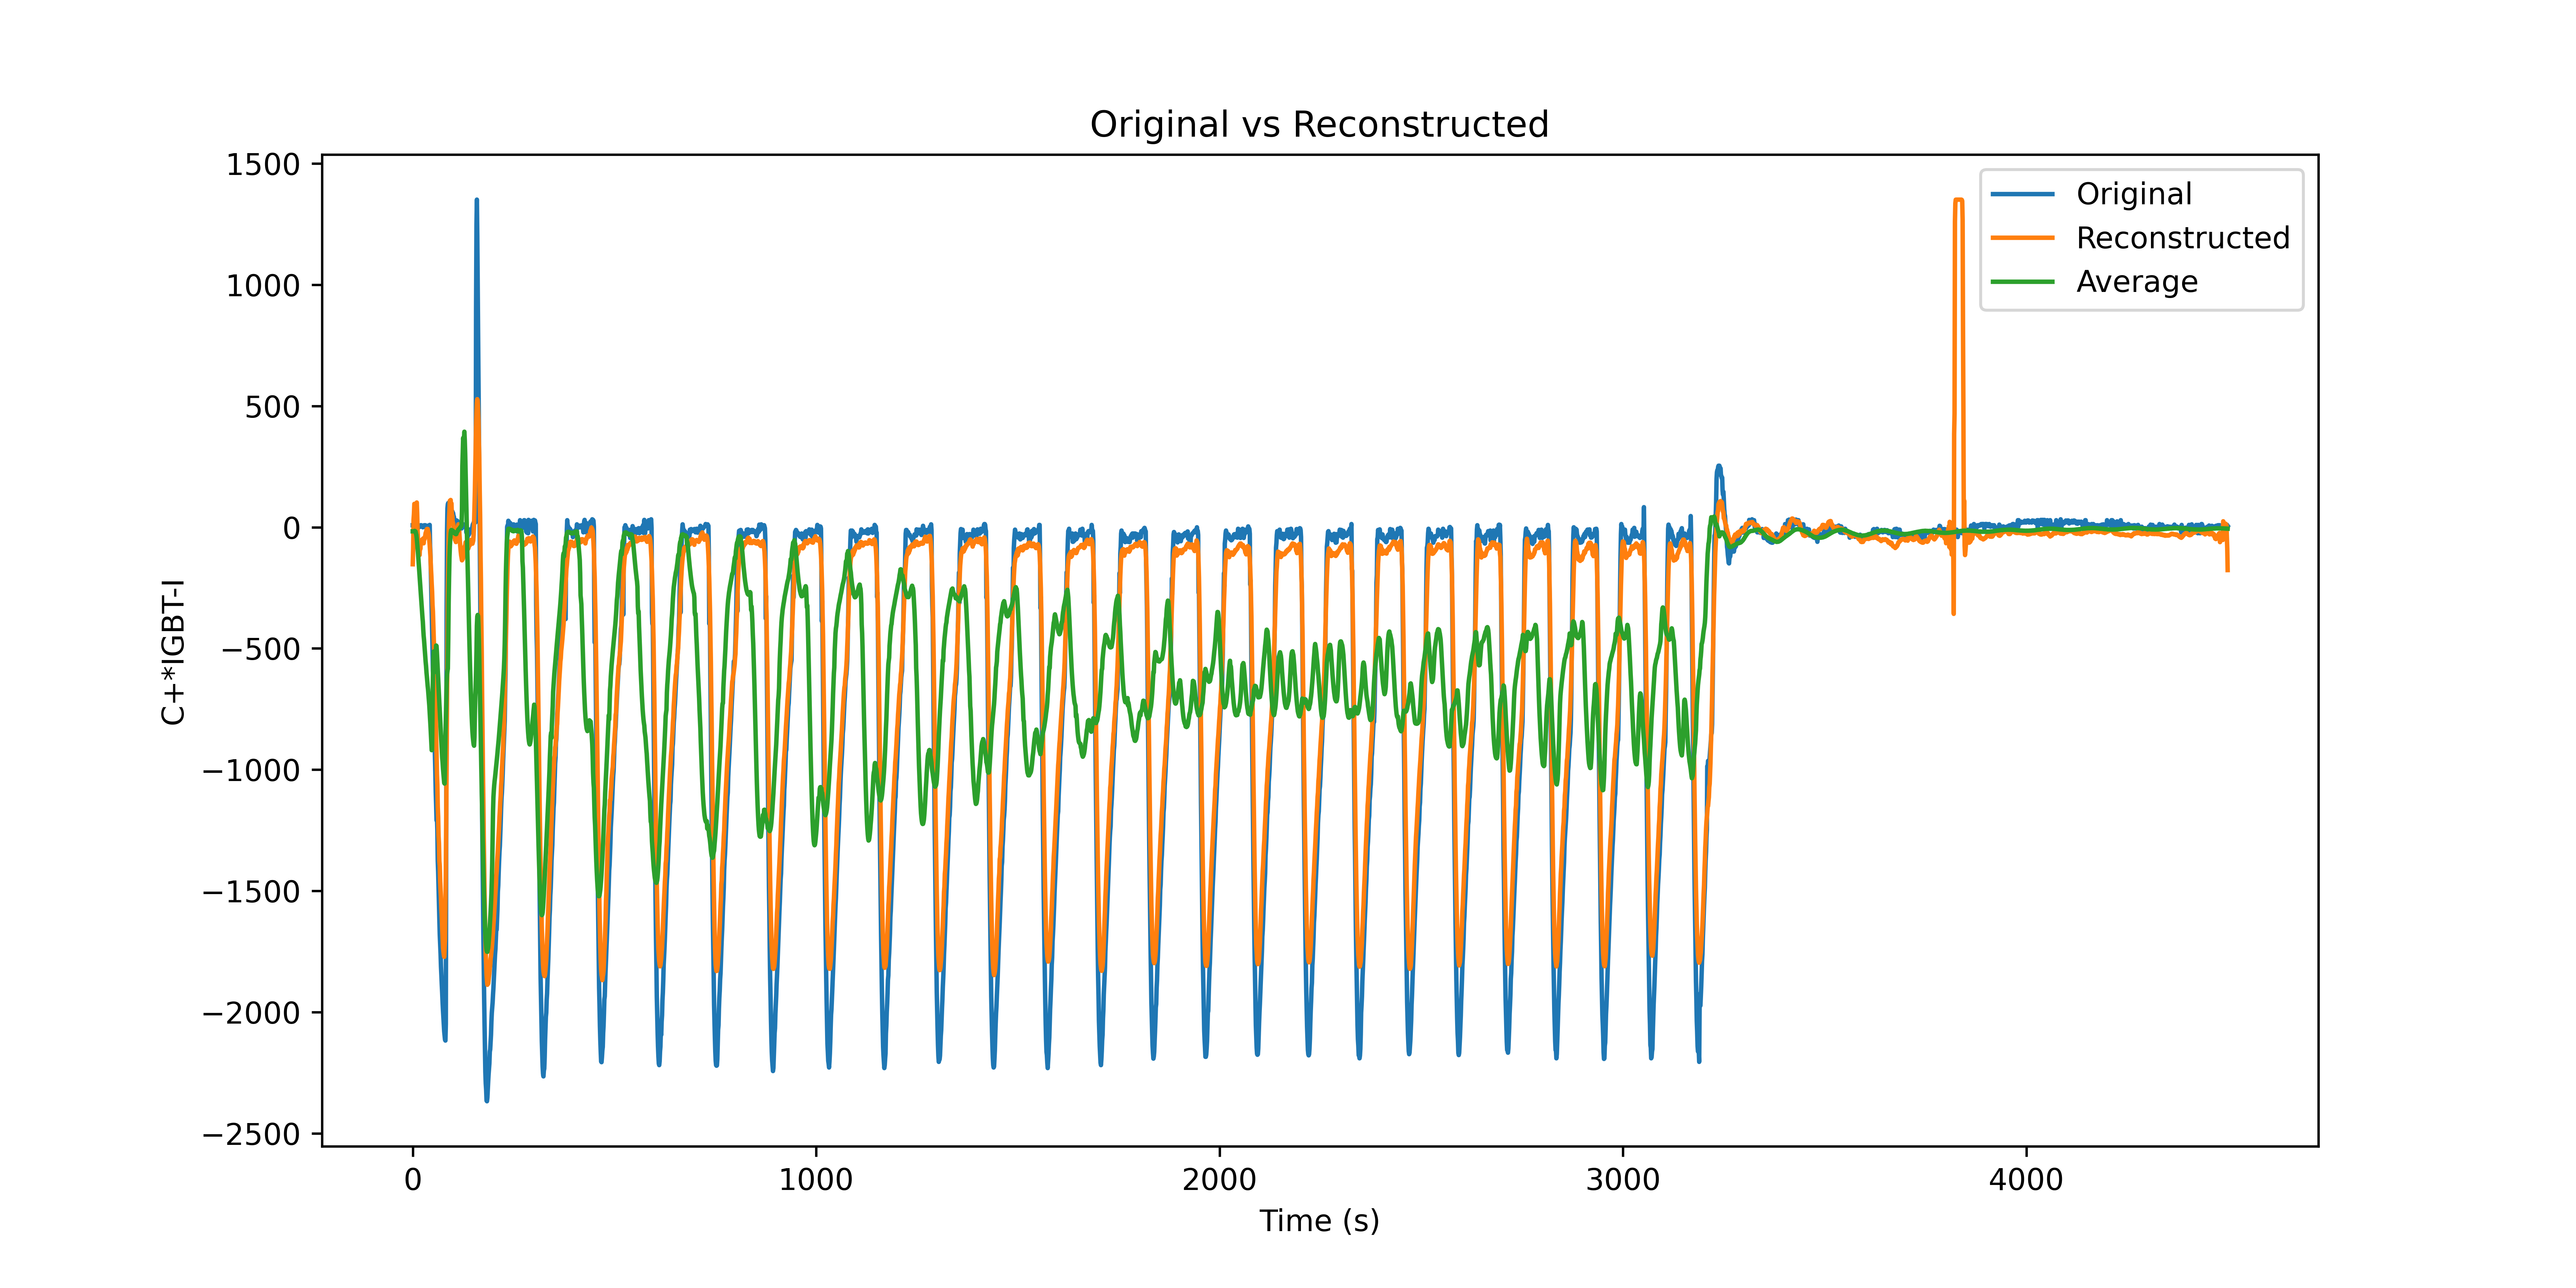 Original vs Reconstructed
1500
1000
500
0
−500
−1000
−1500
−2000
−2500
C+*IGBT-I
Original
Reconstructed
Average
0 1000 2000 3000 4000
Time (s)